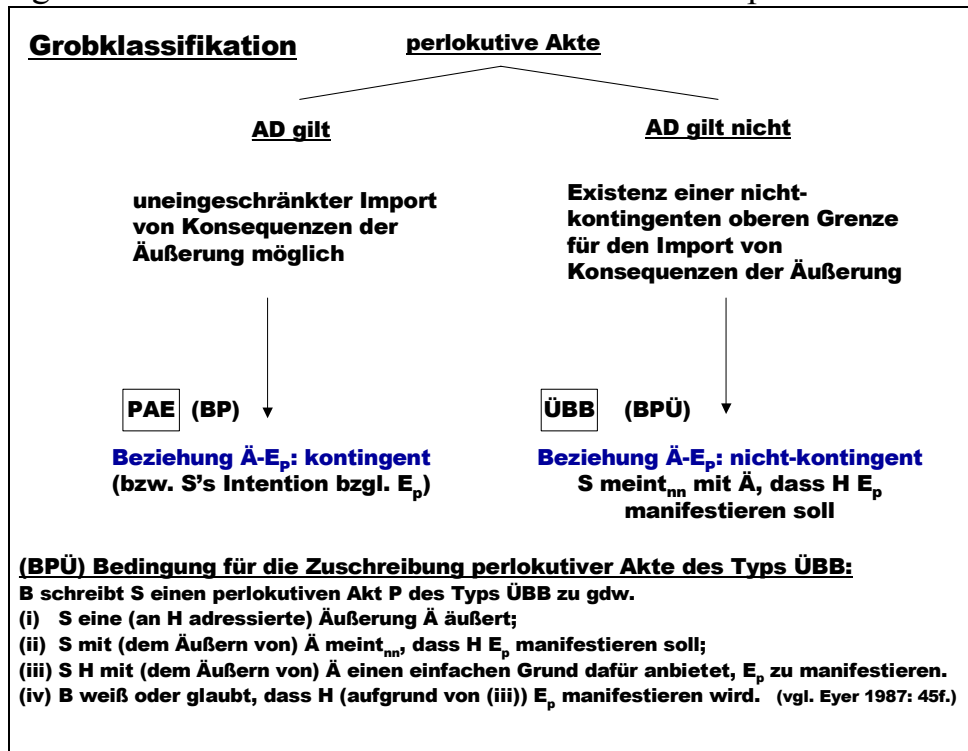 Grobklassifikation
perlokutive Akte
AD gilt
uneingeschränkter Import
von Konsequenzen der
Äußerung möglich
PAE (BP)
Beziehung Ä-Ep: kontingent
(bzw. S's Intention bzgl. Ep)
AD gilt nicht
Existenz einer nicht-
kontingenten oberen Grenze
für den Import von
Konsequenzen der Äußerung
ÜBB (BPÜ)
Beziehung Ä-Ep: nicht-kontingent
S meintnn mit Ä, dass H Ep
manifestieren soll
(BPÜ) Bedingung für die Zuschreibung perlokutiver Akte des Typs ÜBB:
B schreibt S einen perlokutiven Akt P des Typs ÜBB zu gdw.
(i) S eine (an H adressierte) Äußerung Ä äußert;
(ii) S mit (dem Äußern von) Ä meintnn, dass H Ep manifestieren soll;
(iii) S H mit (dem Äußern von) Ä einen einfachen Grund dafür anbietet, Ep zu manifestieren.
(iv) B weiß oder glaubt, dass H (aufgrund von (iii)) Ep manifestieren wird. (vgl. Eyer 1987: 45f.)